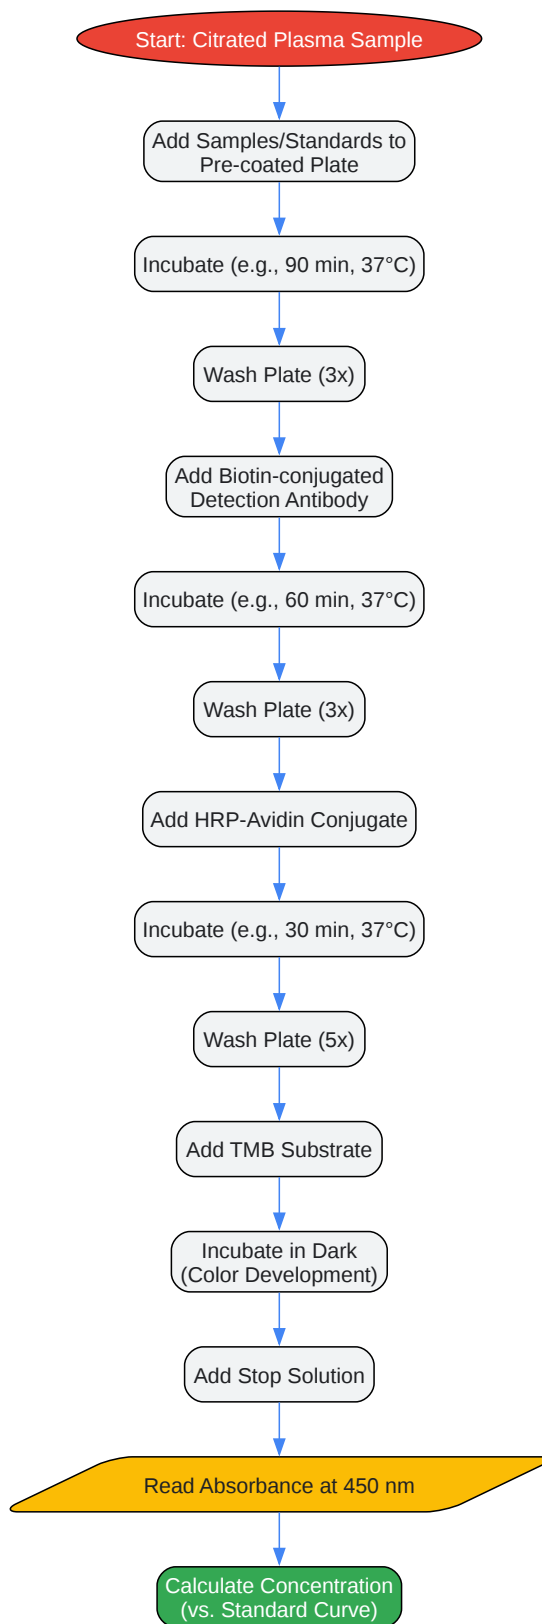 Start: Citrated Plasma Sample
Add Samples/Standards to
Pre-coated Plate
Incubate (e.g., 90 min, 37°C)
Wash Plate (3x)
Add Biotin-conjugated
Detection Antibody
Incubate (e.g., 60 min, 37°C)
Wash Plate (3x)
Add HRP-Avidin Conjugate
Incubate (e.g., 30 min, 37°C)
Wash Plate (5x)
Add TMB Substrate
Incubate in Dark
(Color Development)
Add Stop Solution
Read Absorbance at 450 nm
Calculate Concentration
(vs. Standard Curve)